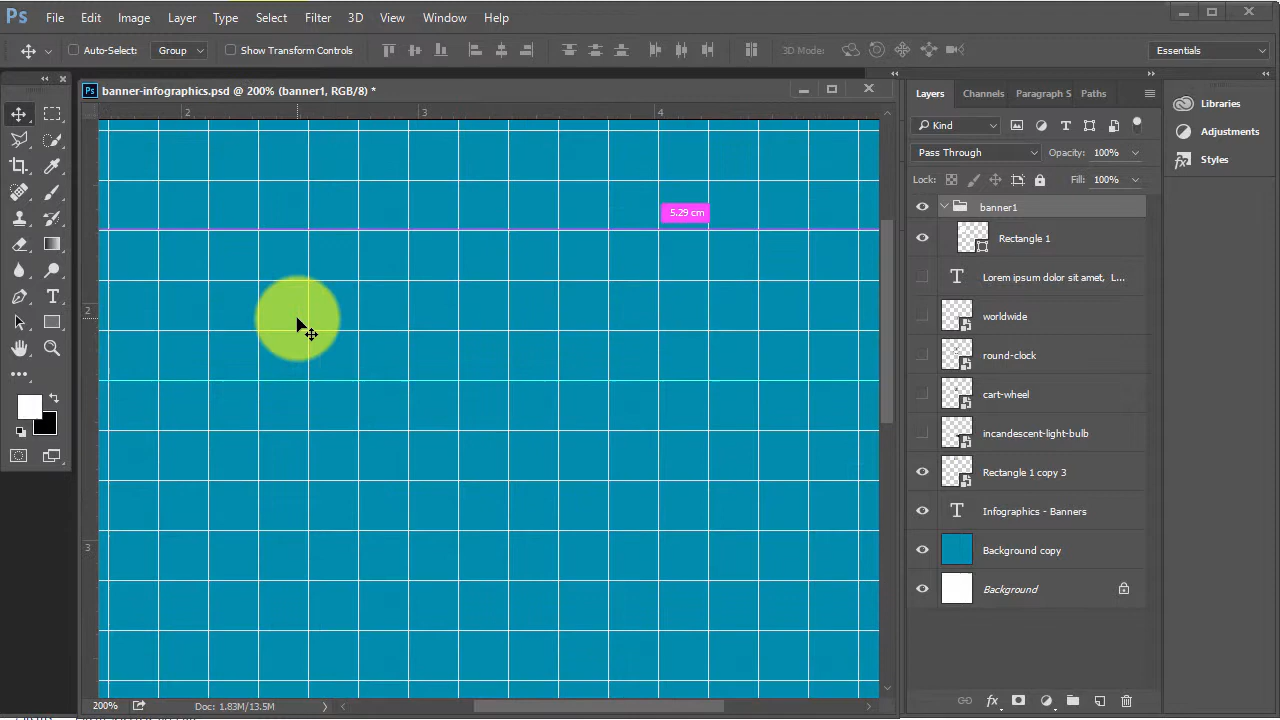 Ps File Edit Image Layer Type Select Filter 3D View Window Help
Auto-Select: Group Show Transform Controls 3D Mode: Essentials
Ps banner-infographics.psd @ 200% (banner1, RGB/8) *
2 3 4
2
3
5.29 cm
200% Doc: 1.83M/13.5M
Layers Channels Paragraph S Paths
Kind
Pass Through Opacity: 100%
Lock: Fill: 100%
banner1
Rectangle 1
Lorem ipsum dolor sit amet, L...
worldwide
round-clock
cart-wheel
incandescent-light-bulb
Rectangle 1 copy 3
Infographics - Banners
Background copy
Background
fx
Libraries
Adjustments
Styles